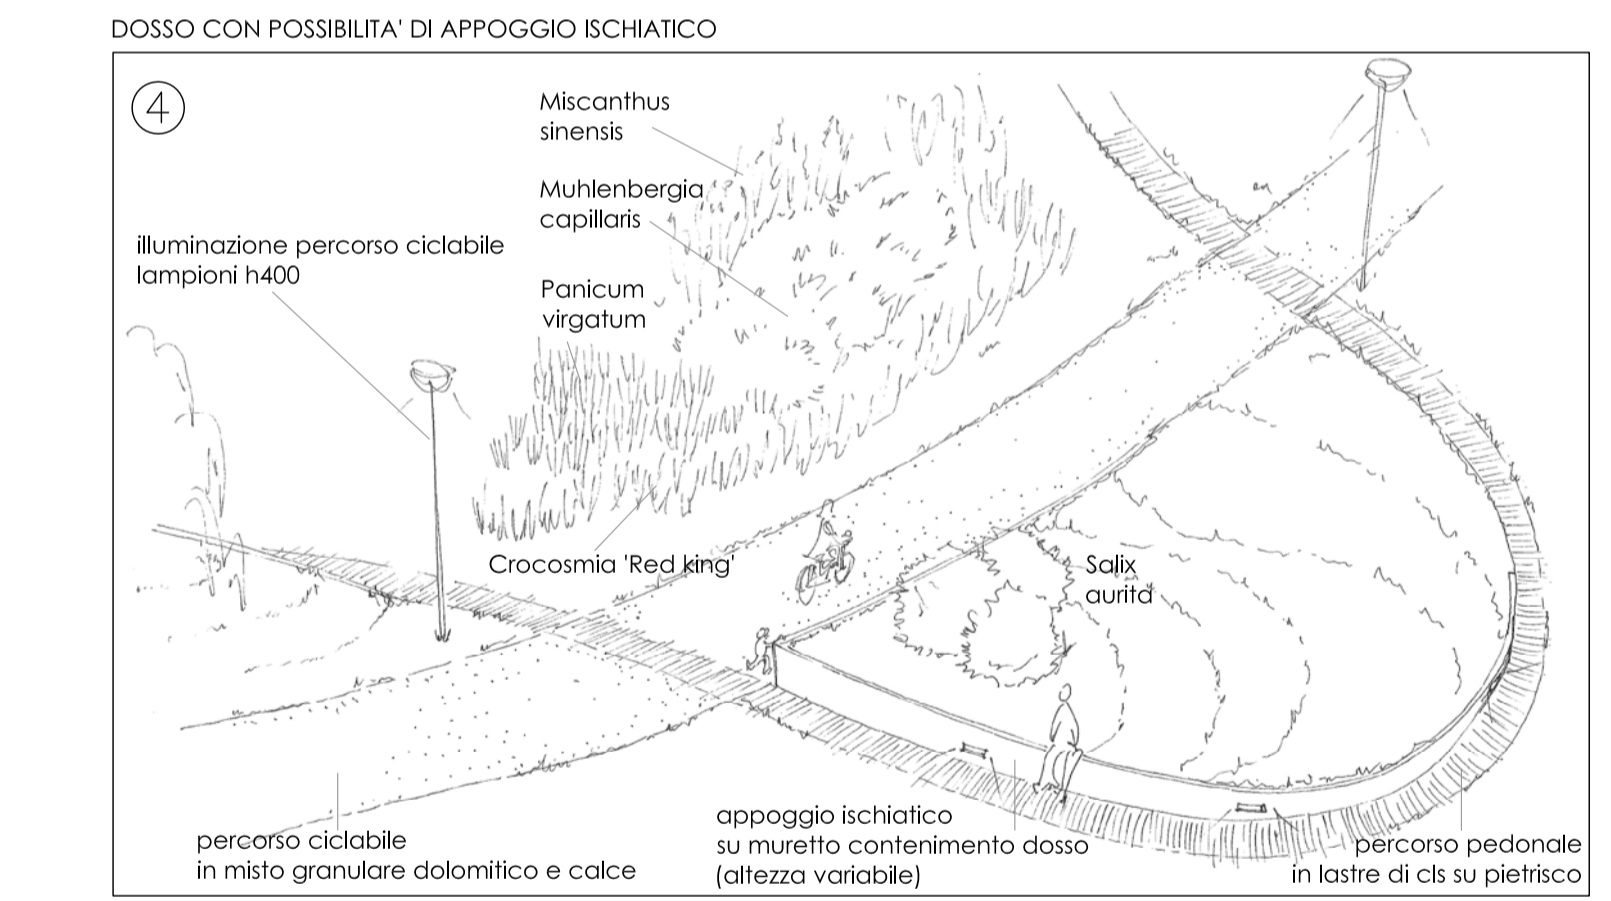 DOSSO CON POSSIBILITA' DI APPOGGIO ISCHIATICO
4
Miscanthus
sinensis
Muhlenbergia
capillaris
illuminazione percorso ciclabile
lampioni h400
Panicum
virgatum
Crocosmia 'Red king'
Salix
aurita
appoggio ischiatico
su muretto contenimento dosso
(altezza variabile)
percorso ciclabile
in misto granulare dolomitico e calce
percorso pedonale
in lastre di cls su pietrisco